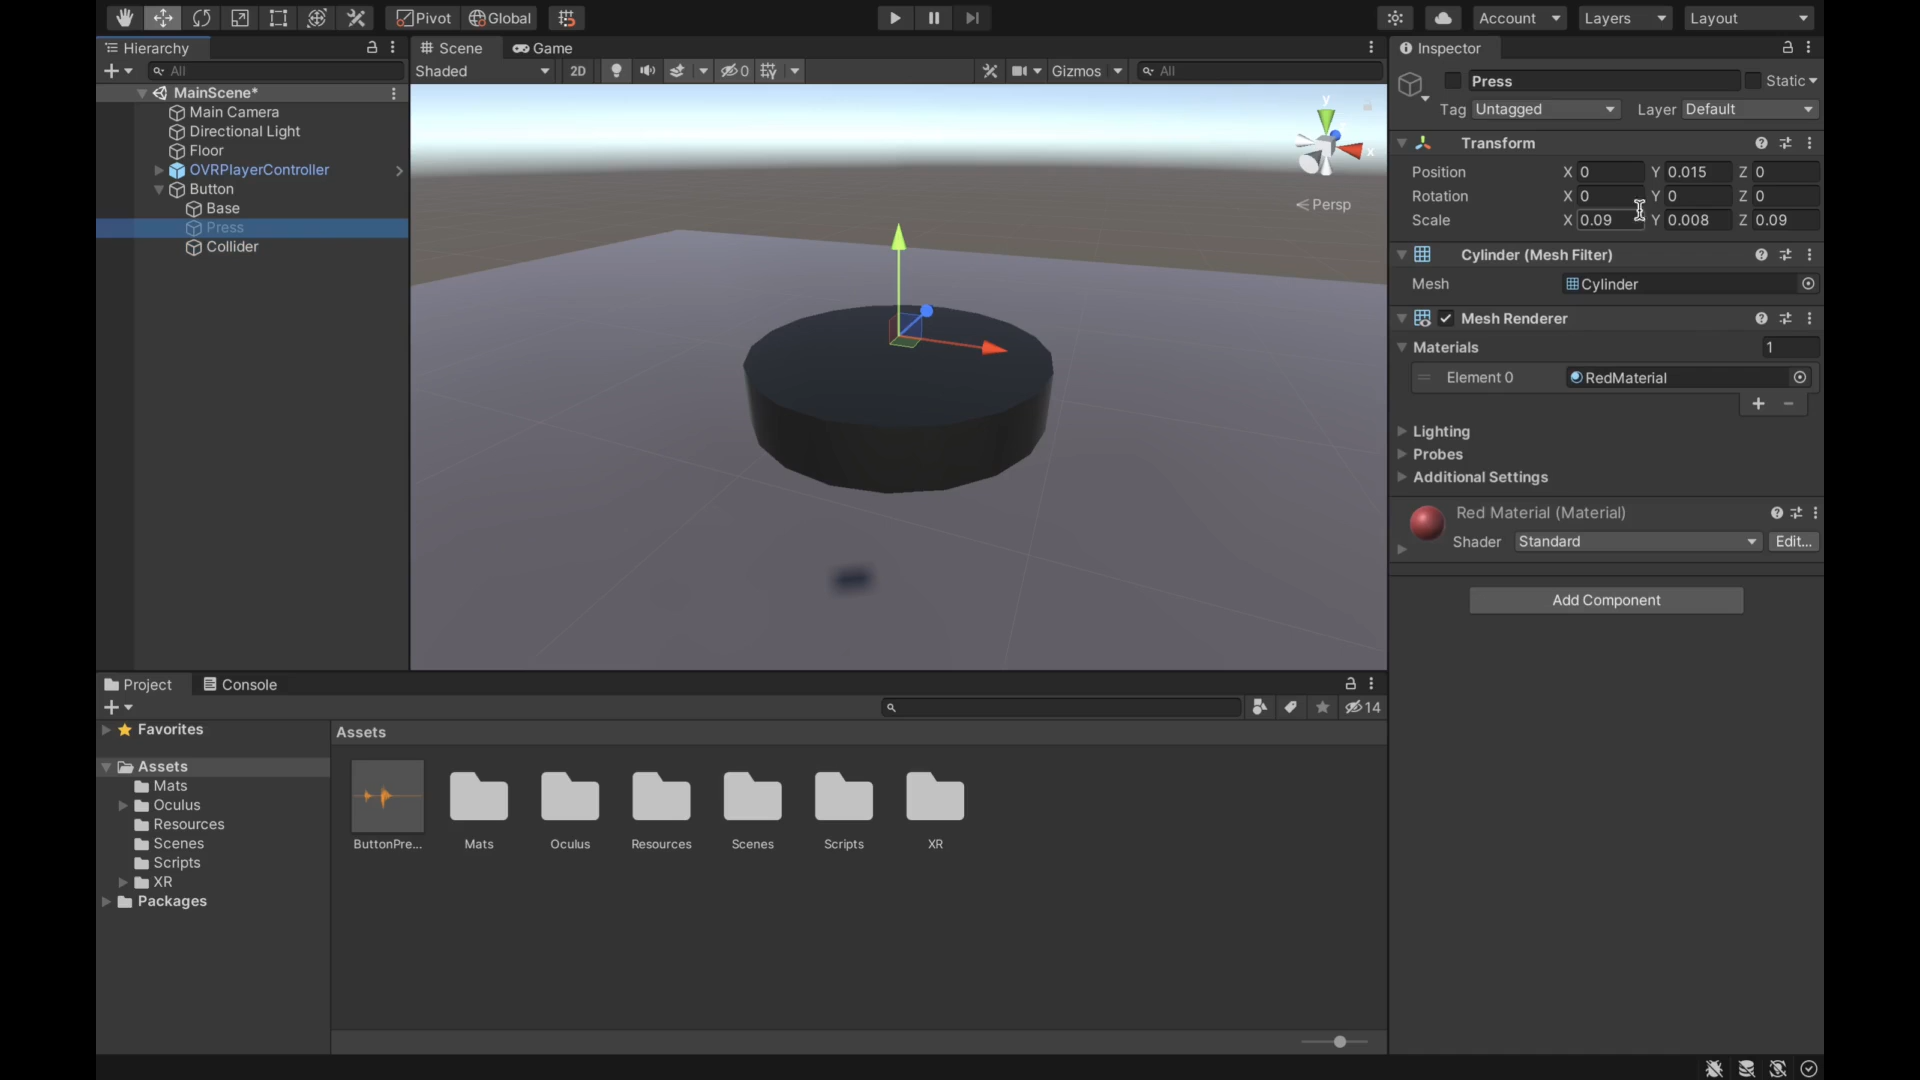 Pivot Global Account Layers Layout
Hierarchy
All
MainScene*
Main Camera
Directional Light
Floor
OVRPlayerController
Button
Base
Press
Collider
Scene Game
Shaded 2D 0 Gizmos All
y
x
Persp
Inspector
Press Static
Tag Untagged Layer Default
Transform
Position X 0 Y 0.015 Z 0
Rotation X 0 Y 0 Z 0
Scale X 0.09 Y 0.008 Z 0.09
Cylinder (Mesh Filter)
Mesh Cylinder
Mesh Renderer
Materials 1
Element 0 RedMaterial
Lighting
Probes
Additional Settings
Red Material (Material)
Shader Standard Edit...
Add Component
Project Console
14
Favorites
Assets
Mats
Oculus
Resources
Scenes
Scripts
XR
Packages
Assets
ButtonPre... Mats Oculus Resources Scenes Scripts XR